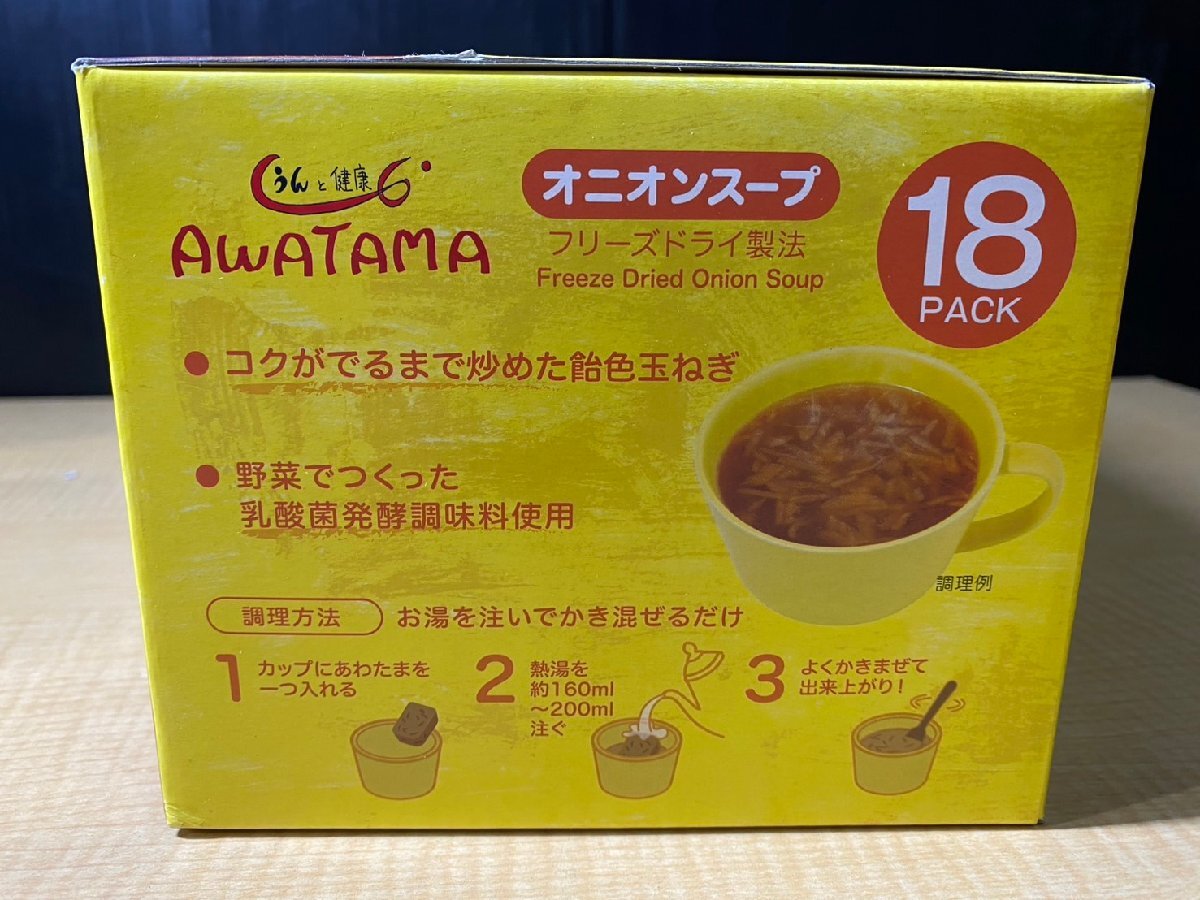 うんと健康
AWATAMA
オニオンスープ
フリーズドライ製法
Freeze Dried Onion Soup
18
PACK
● コクがでるまで炒めた飴色玉ねぎ
● 野菜でつくった
乳酸菌発酵調味料使用
調理例
調理方法 お湯を注いでかき混ぜるだけ
1 カップにあわたまを
一つ入れる
2 熱湯を
約160ml
～200ml
注ぐ
3 よくかきまぜて
出来上がり!